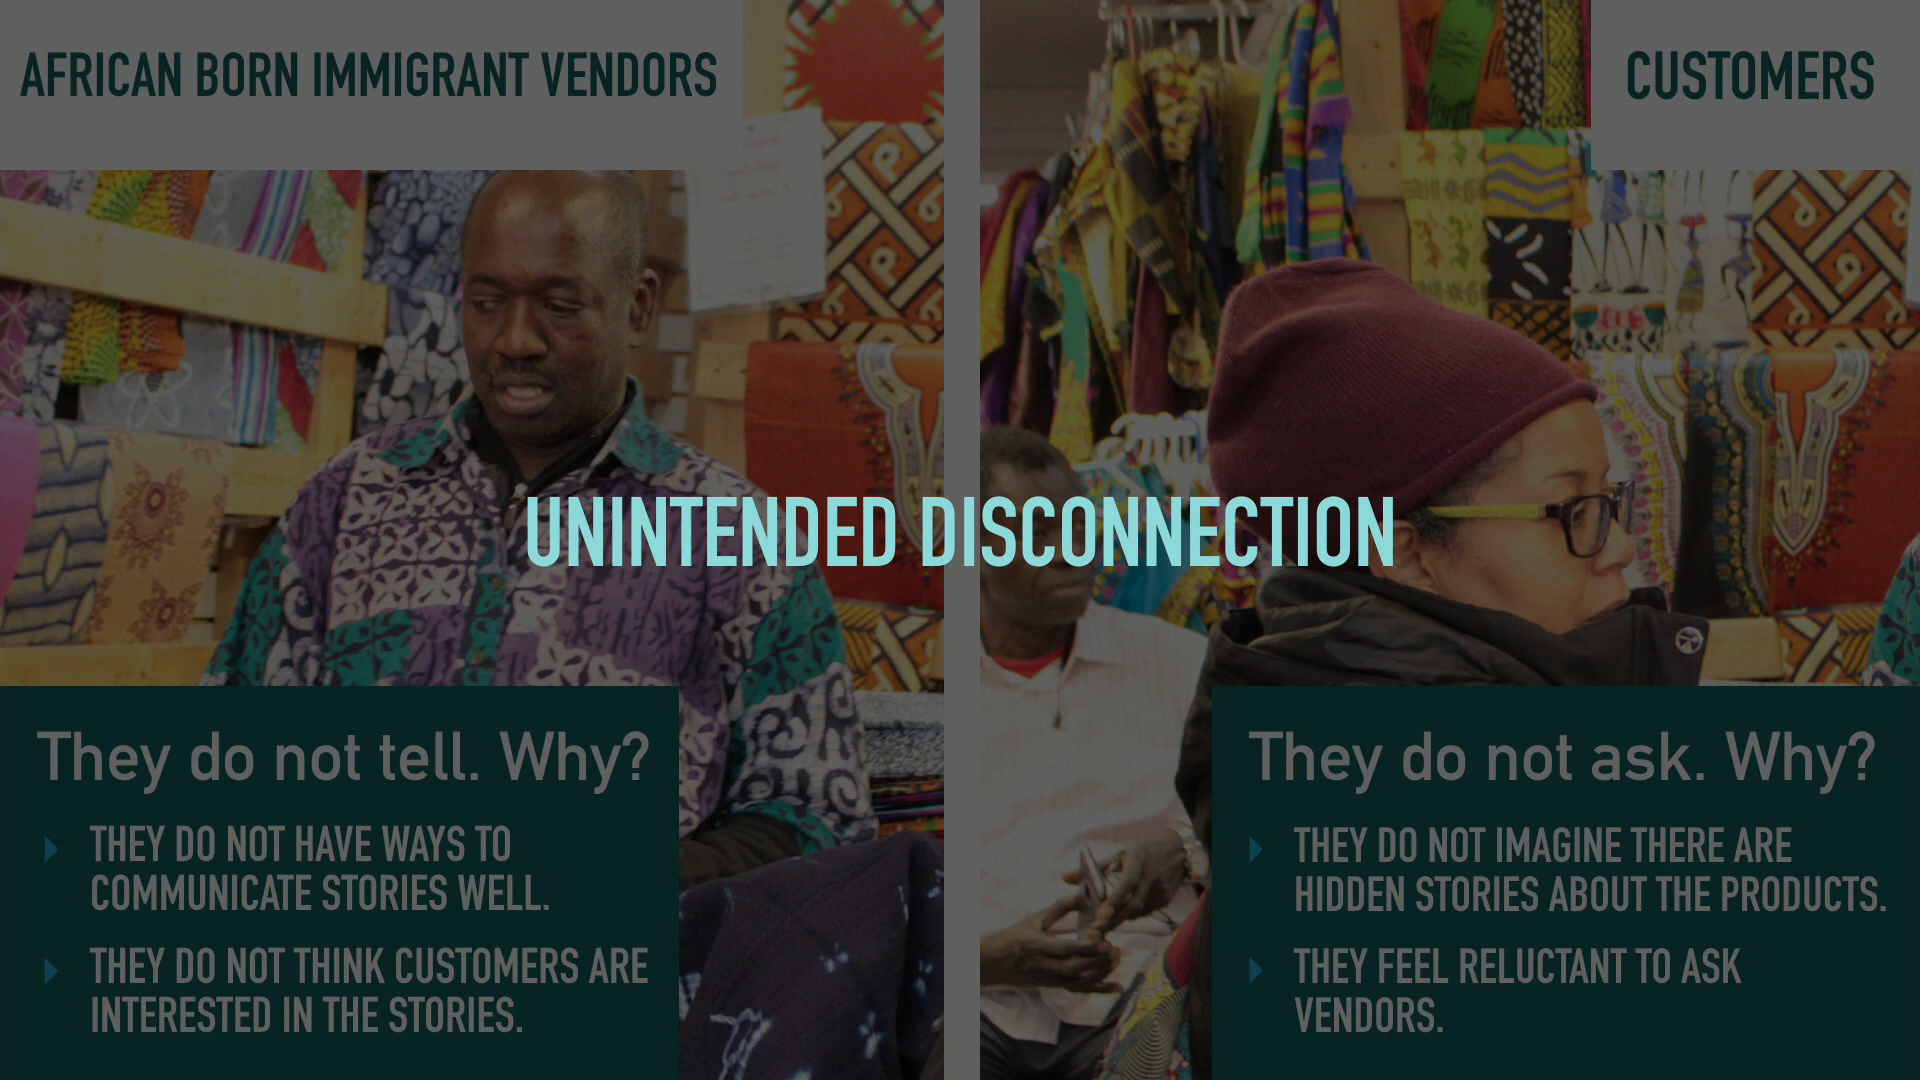 AFRICAN BORN IMMIGRANT VENDORS
CUSTOMERS
UNINTENDED DISCONNECTION
They do not tell. Why?
THEY DO NOT HAVE WAYS TO
COMMUNICATE STORIES WELL.
THEY DO NOT THINK CUSTOMERS ARE
INTERESTED IN THE STORIES.
They do not ask. Why?
THEY DO NOT IMAGINE THERE ARE
HIDDEN STORIES ABOUT THE PRODUCTS.
THEY FEEL RELUCTANT TO ASK
VENDORS.